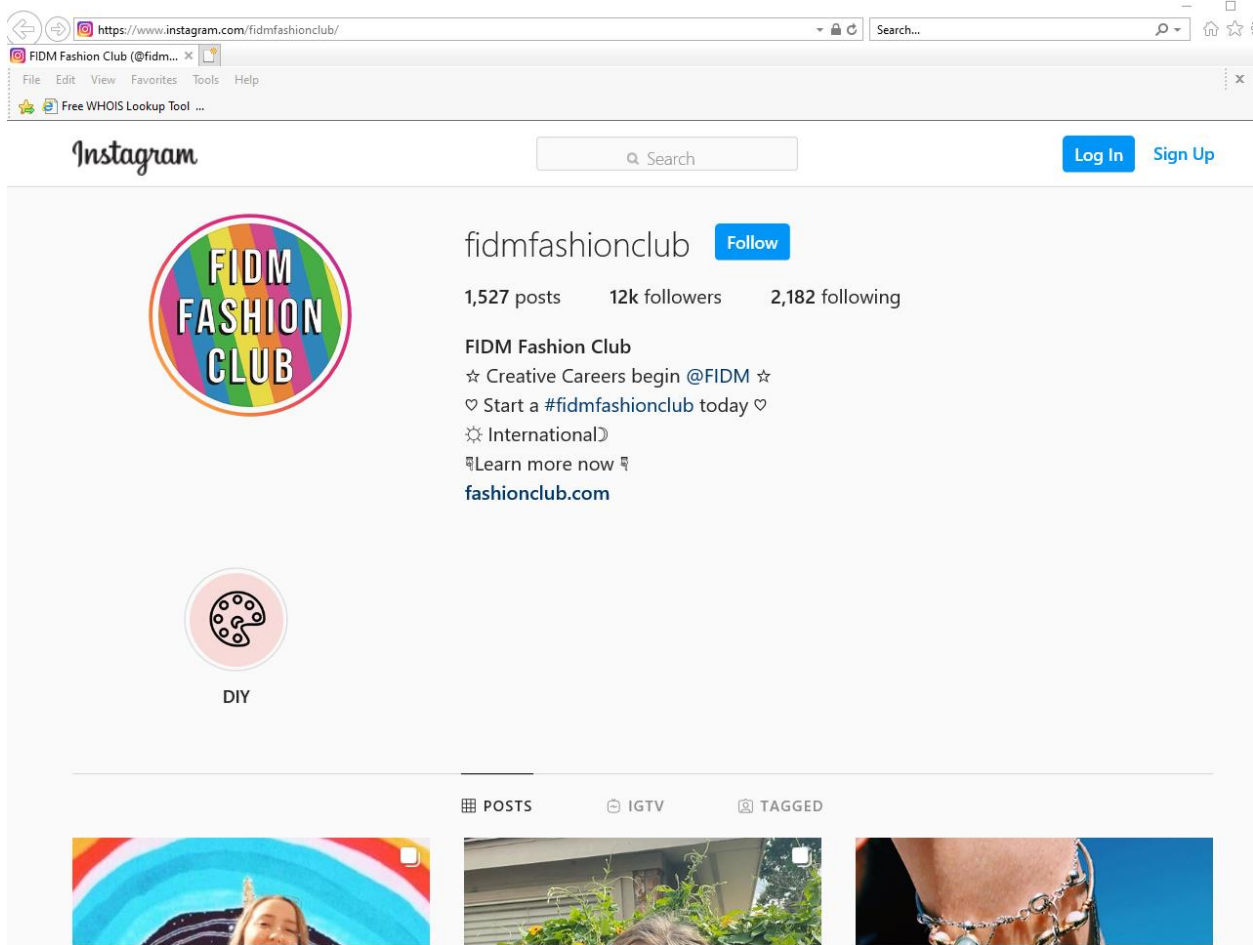 https://www.instagram.com/fidmfashionclub/
Search...
FIDM Fashion Club (@fidm...
File Edit View Favorites Tools Help
Free WHOIS Lookup Tool ...
Instagram
Search
Log In
Sign Up
FIDM
FASHION
CLUB
fidmfashionclub Follow
1,527 posts 12k followers 2,182 following
FIDM Fashion Club
☆ Creative Careers begin @FIDM ☆
♡ Start a #fidmfashionclub today ♡
☼ International☽
☟Learn more now ☟
fashionclub.com
DIY
POSTS IGTV TAGGED